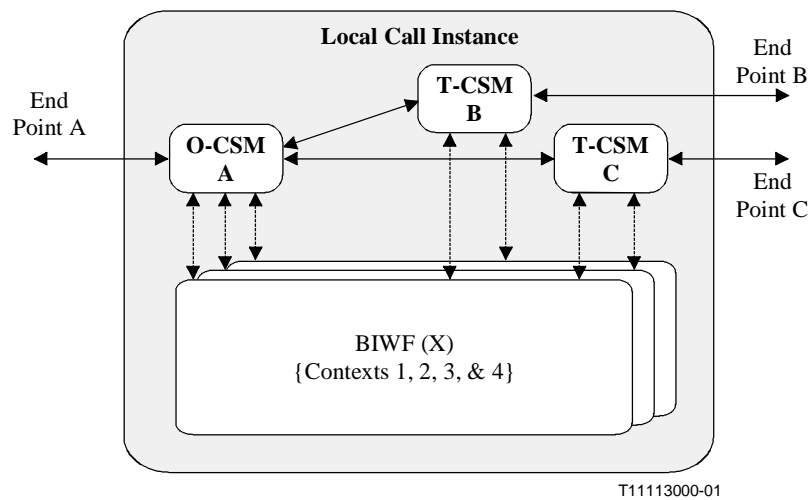 Local Call Instance
End
Point A
O-CSM
A
T-CSM
B
End
Point B
T-CSM
C
End
Point C
BIWF (X)
{Contexts 1, 2, 3, & 4}
T11113000-01